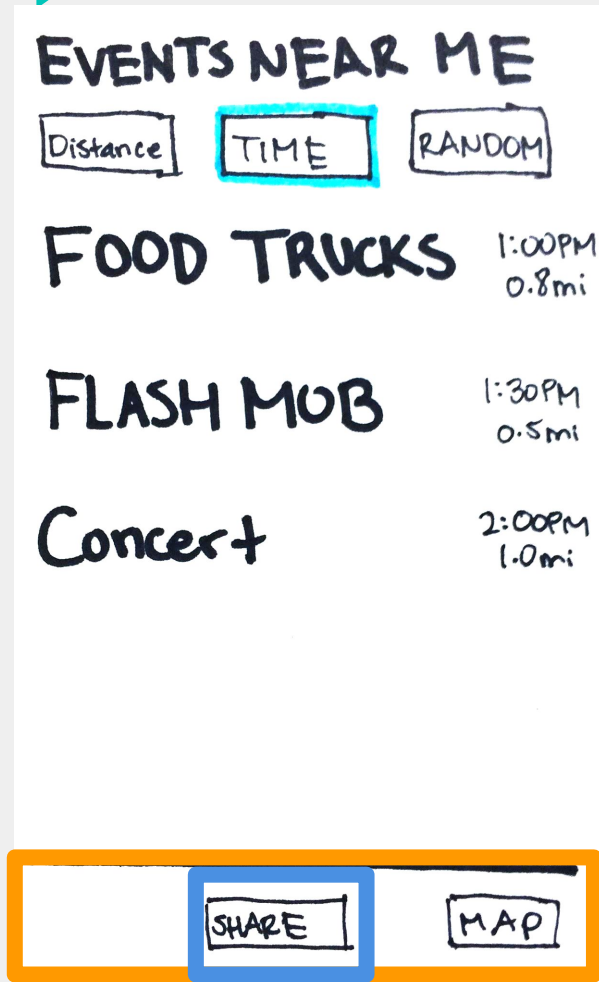 EVENTS NEAR ME
Distance TIME RANDOM
FOOD TRUCKS 1:00PM
0.8mi
FLASH MOB 1:30PM
0.5mi
Concert 2:00PM
1.0mi
SHARE MAP